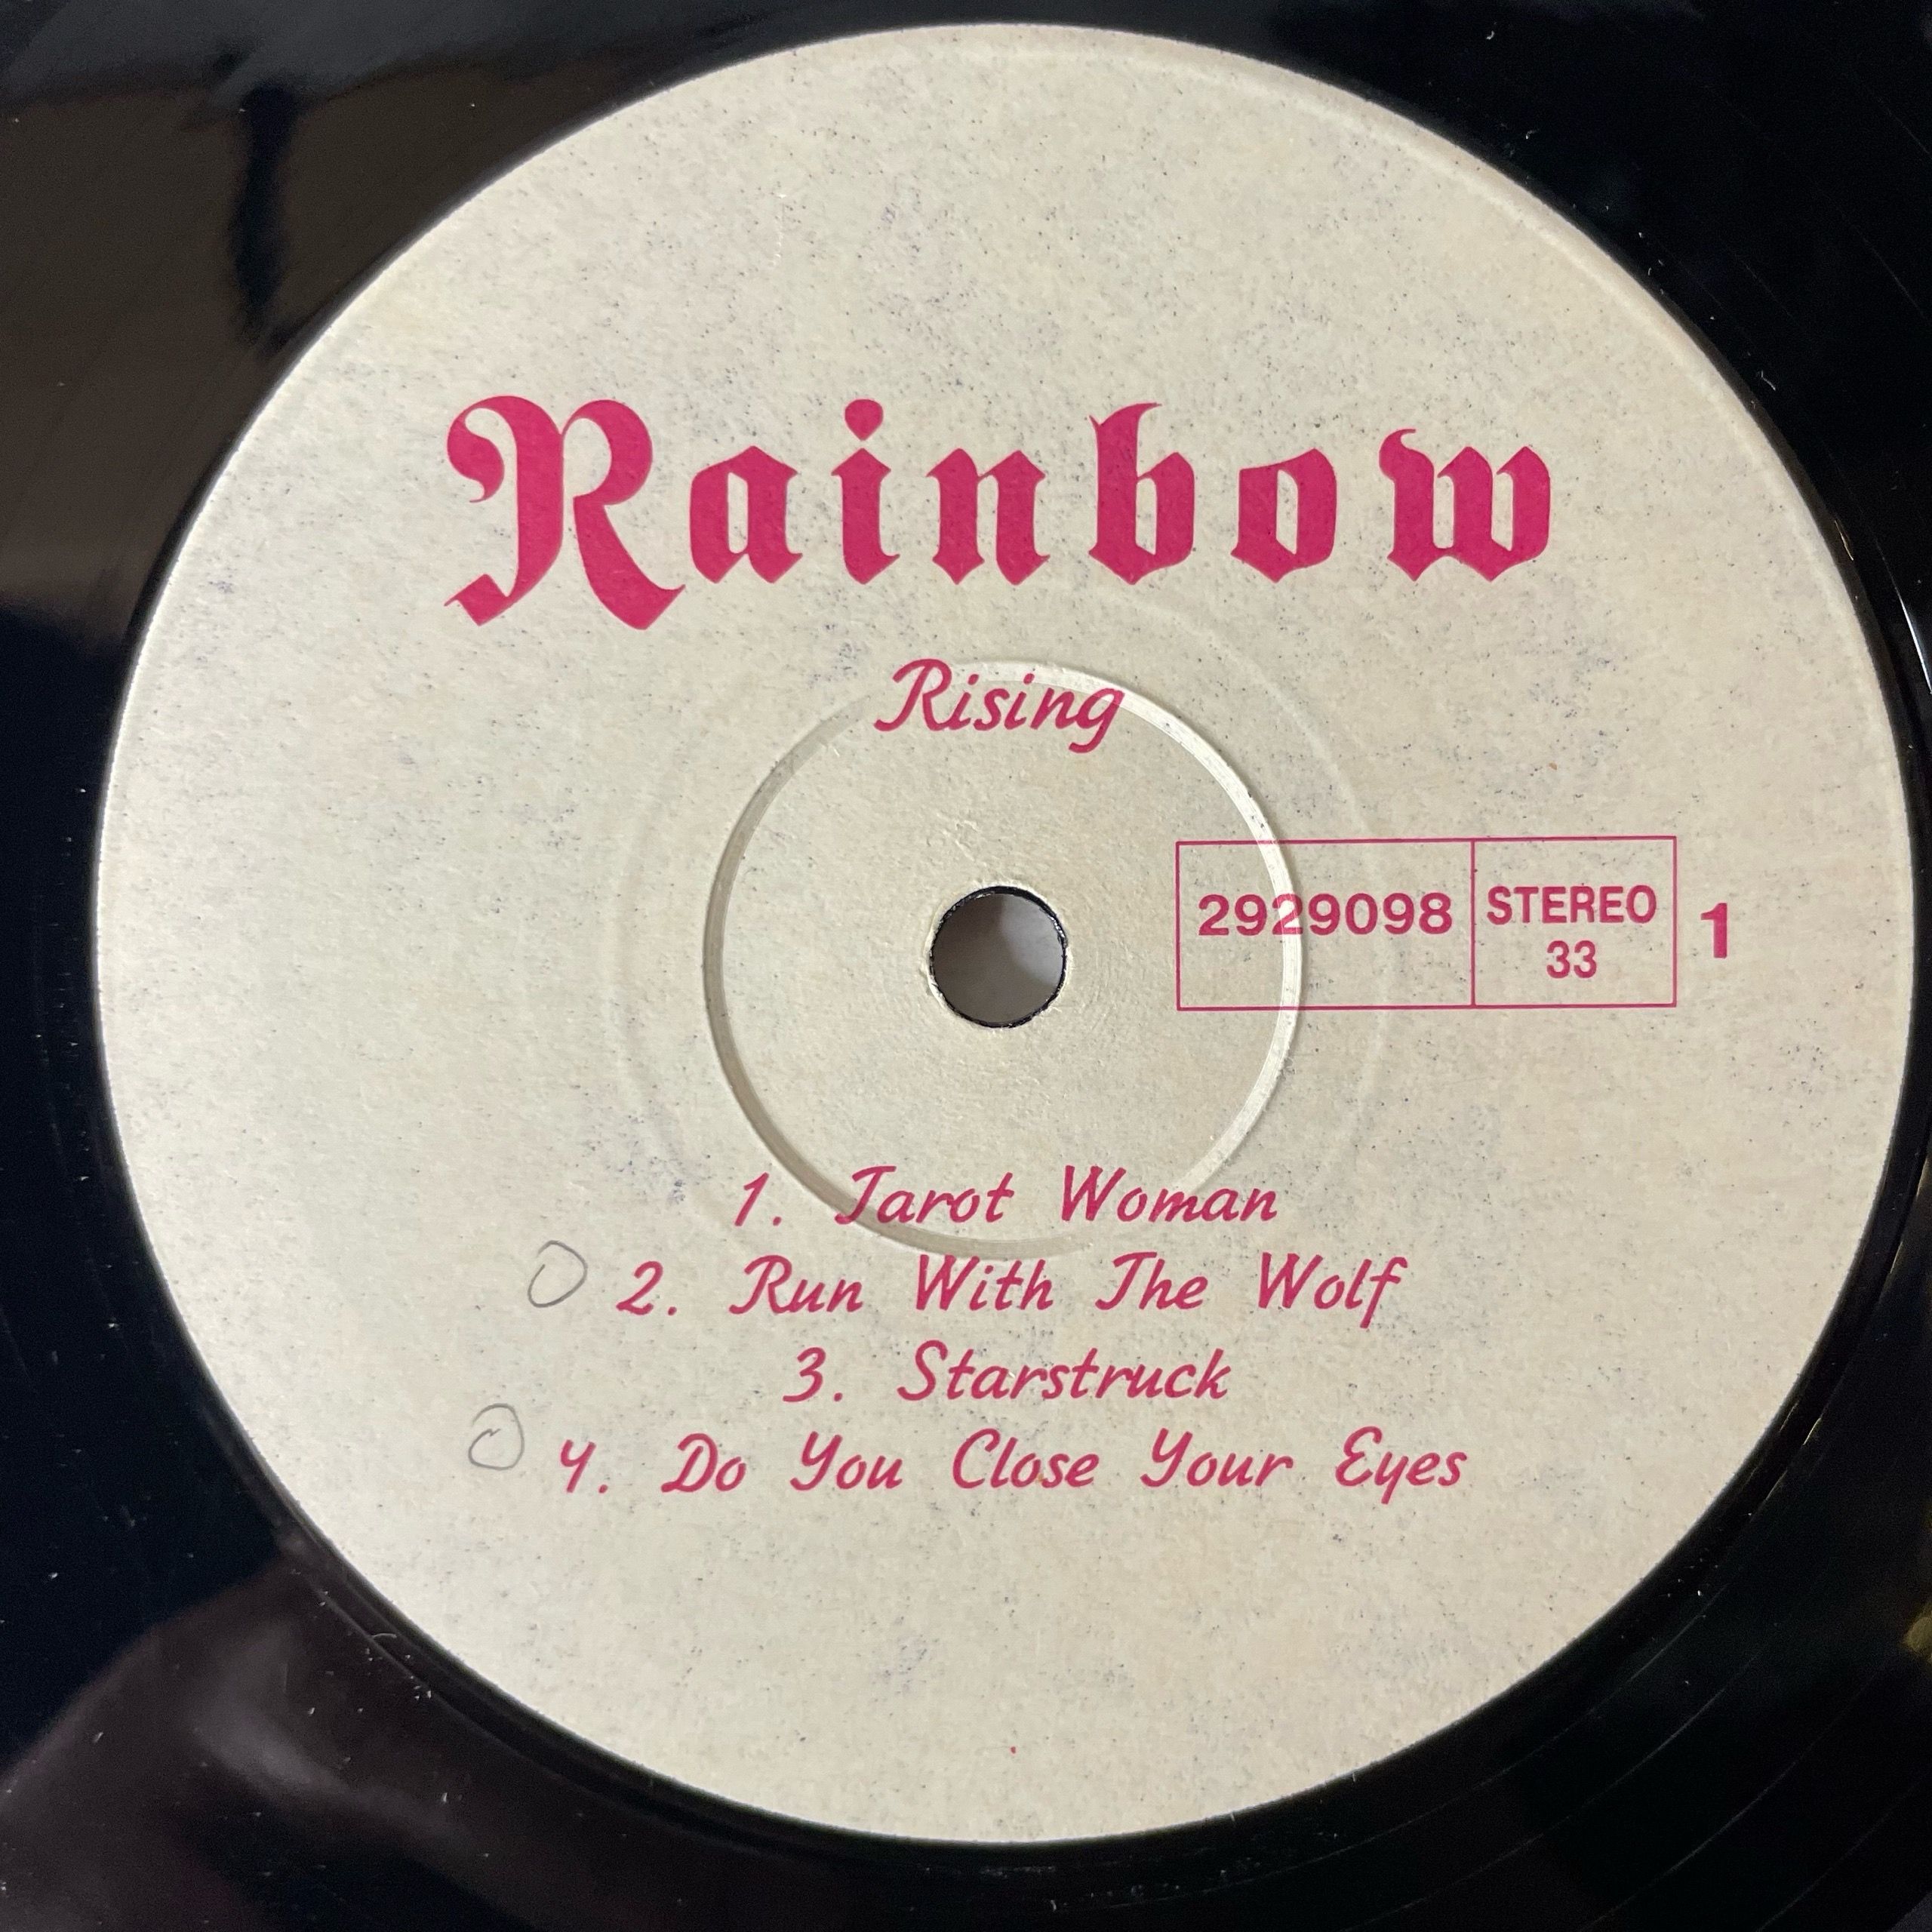 Rainbow
Rising
2929098 STEREO 33 1
1. Tarot Woman
2. Run With The Wolf
3. Starstruck
4. Do You Close Your Eyes